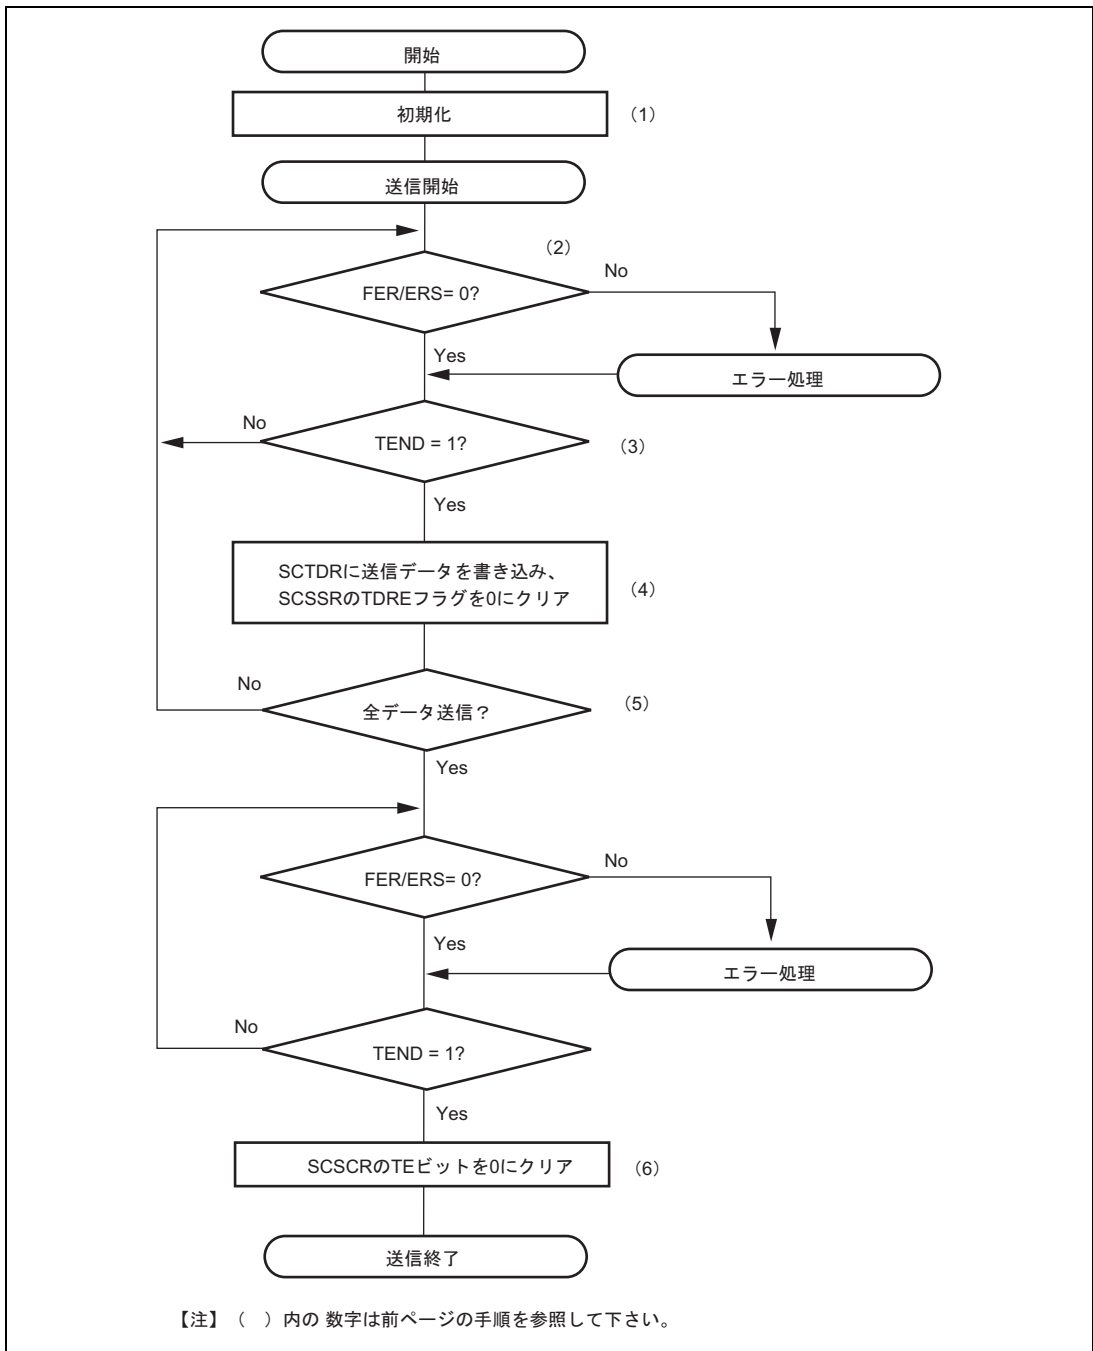 開始
初期化
(1)
送信開始
(2)
FER/ERS= 0?
No
Yes
エラー処理
No
TEND = 1?
(3)
Yes
SCTDRに送信データを書き込み、
SCSSRのTDREフラグを0にクリア
(4)
No
全データ送信？
(5)
Yes
FER/ERS= 0?
No
Yes
エラー処理
No
TEND = 1?
Yes
SCSCRのTEビットを0にクリア
(6)
送信終了
【注】（　）内の 数字は前ページの手順を参照して下さい。